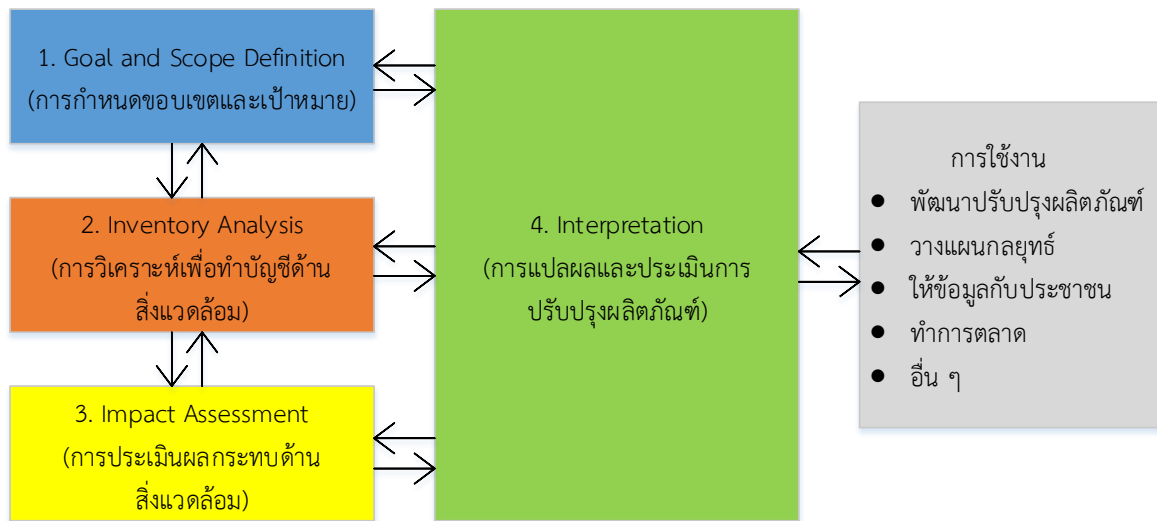 1. Goal and Scope Definition
(การกำหนดขอบเขตและเป้าหมาย)
2. Inventory Analysis
(การวิเคราะห์เพื่อทำบัญชีด้าน
สิ่งแวดล้อม)
3. Impact Assessment
(การประเมินผลกระทบด้าน
สิ่งแวดล้อม)
4. Interpretation
(การแปลผลและประเมินการ
ปรับปรุงผลิตภัณฑ์)
การใช้งาน
● พัฒนาปรับปรุงผลิตภัณฑ์
● วางแผนกลยุทธ์
● ให้ข้อมูลกับประชาชน
● ทำการตลาด
● อื่น ๆ